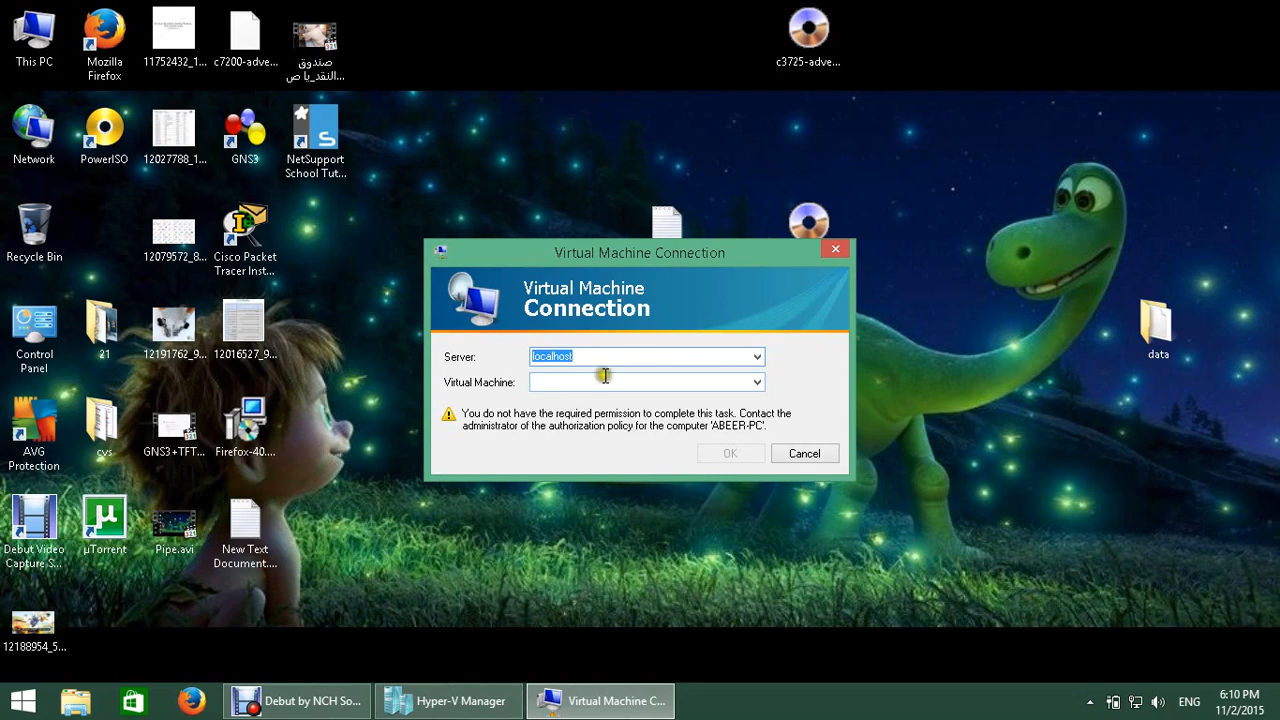 This PC
Mozilla
Firefox
11752432_1...
c7200-adve...
صندوق
النقد_يا ص...
c3725-adve...
Network
PowerISO
12027788_1...
GNS3
NetSupport
School Tut...
Recycle Bin
12079572_8...
Cisco Packet
Tracer Inst...
Control
Panel
21
12191762_9...
12016527_9...
data
AVG
Protection
cvs
GNS3+TFT...
Firefox-40....
Debut Video
Capture S...
µTorrent
Pipe.avi
New Text
Document....
12188954_5...
Virtual Machine Connection
Virtual Machine
Connection
Server:
localhost
Virtual Machine:
You do not have the required permission to complete this task. Contact the
administrator of the authorization policy for the computer 'ABEER-PC'.
OK
Cancel
Debut by NCH So...
Hyper-V Manager
Virtual Machine C...
ENG
6:10 PM
11/2/2015